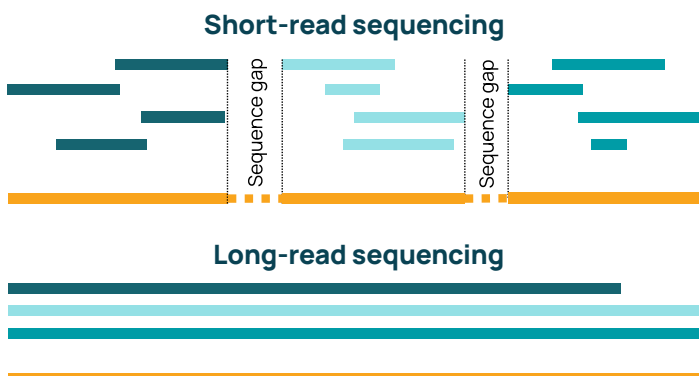 Short-read sequencing
Sequence gap
Sequence gap
Long-read sequencing